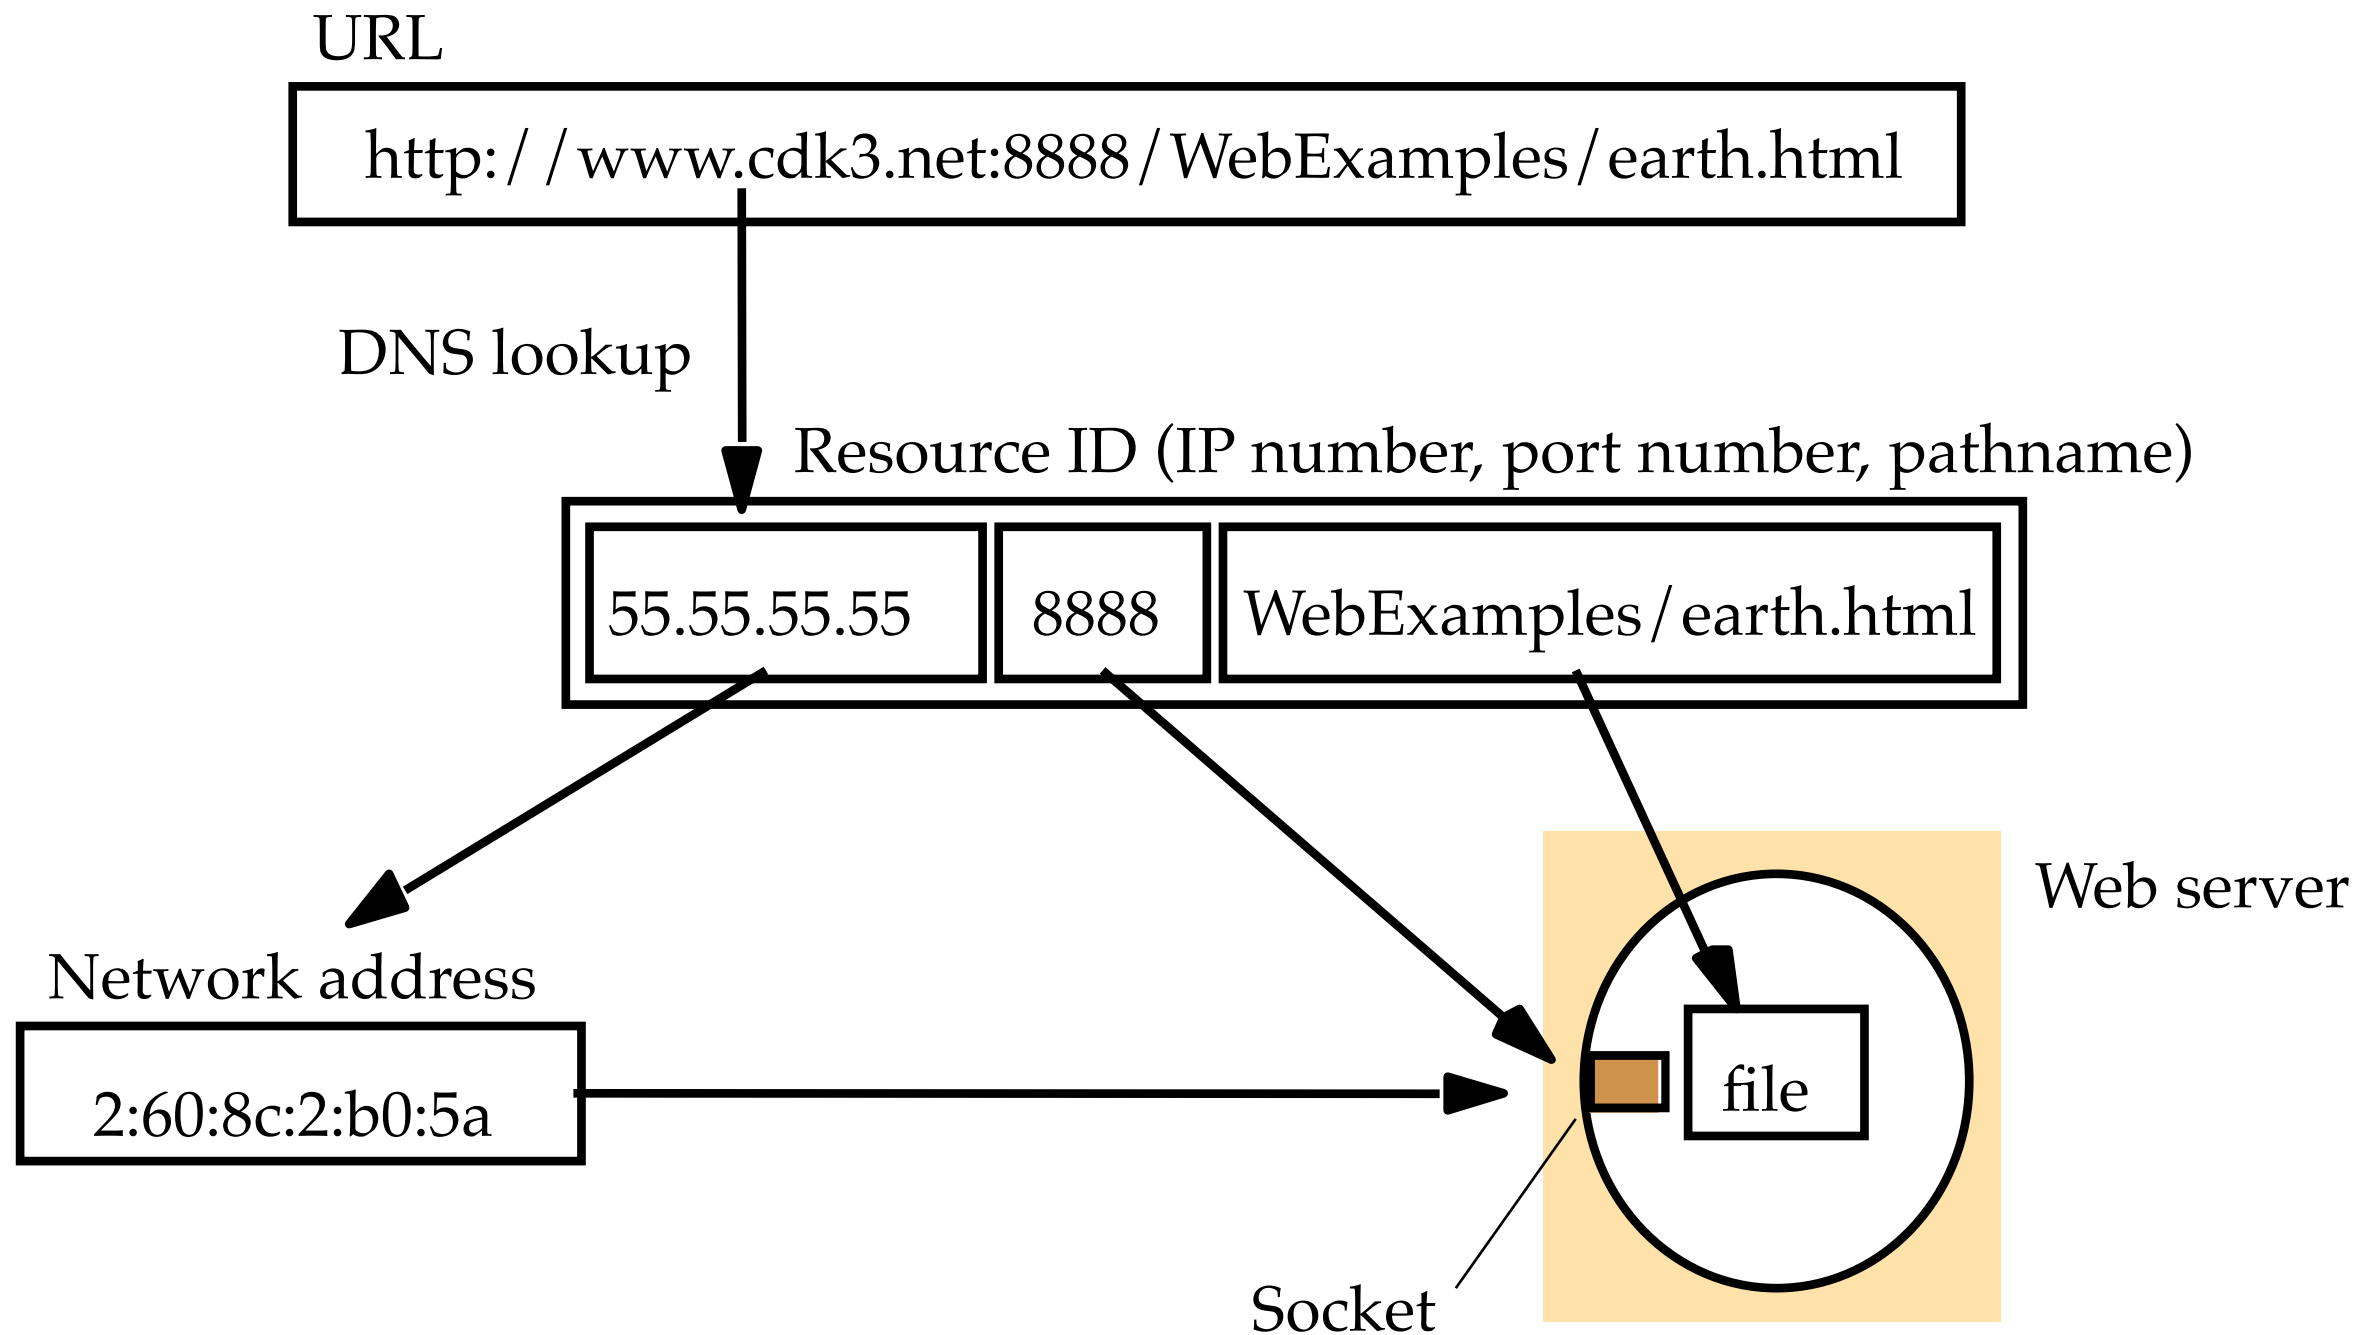 URL
http://www.cdk3.net:8888/WebExamples/earth.html
DNS lookup
Resource ID (IP number, port number, pathname)
55.55.55.55
8888
WebExamples/earth.html
Web server
Network address
2:60:8c:2:b0:5a
file
Socket